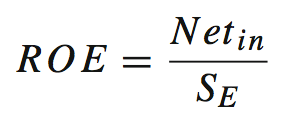 ROE = Net_in / S_E